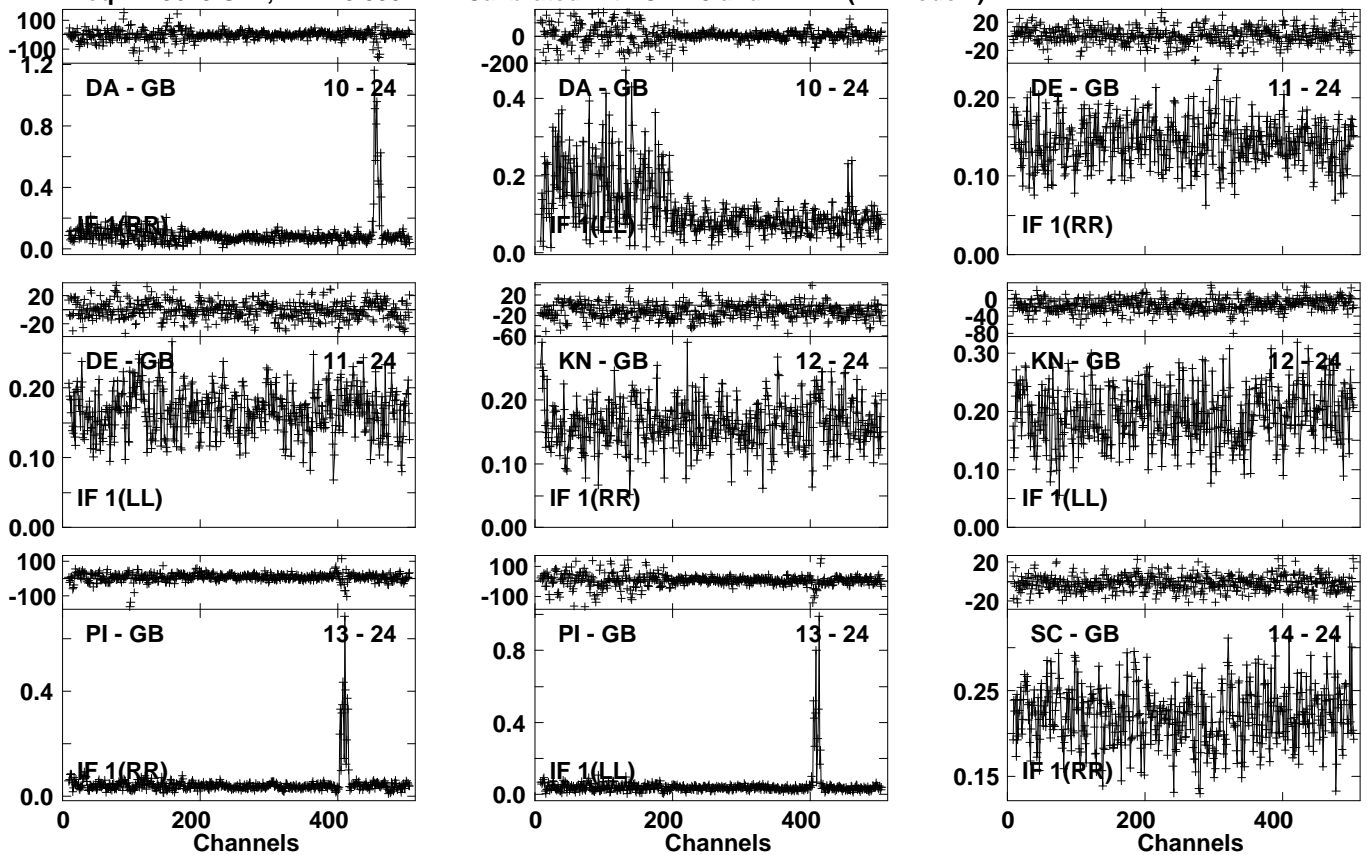 100
-100
1.2
DA - GB 10 - 24
0.8
0.4
IF 1(RR)
0.0
0
-200
DA - GB 10 - 24
0.4
0.2
IF 1(LL)
0.0
20
-20
DE - GB 11 - 24
0.20
0.10
IF 1(RR)
0.00
20
-20
DE - GB 11 - 24
0.20
0.10
IF 1(LL)
0.00
20
-20
-60
KN - GB 12 - 24
0.20
0.10
IF 1(RR)
0.00
0
-40
-80
0.30
KN - GB 12 - 24
0.20
0.10
IF 1(LL)
0.00
100
-100
PI - GB 13 - 24
0.4
IF 1(RR)
0.0
0 200 400
Channels
100
-100
PI - GB 13 - 24
0.8
0.4
IF 1(LL)
0.0
0 200 400
Channels
20
-20
SC - GB 14 - 24
0.25
0.15
IF 1(RR)
0 200 400
Channels